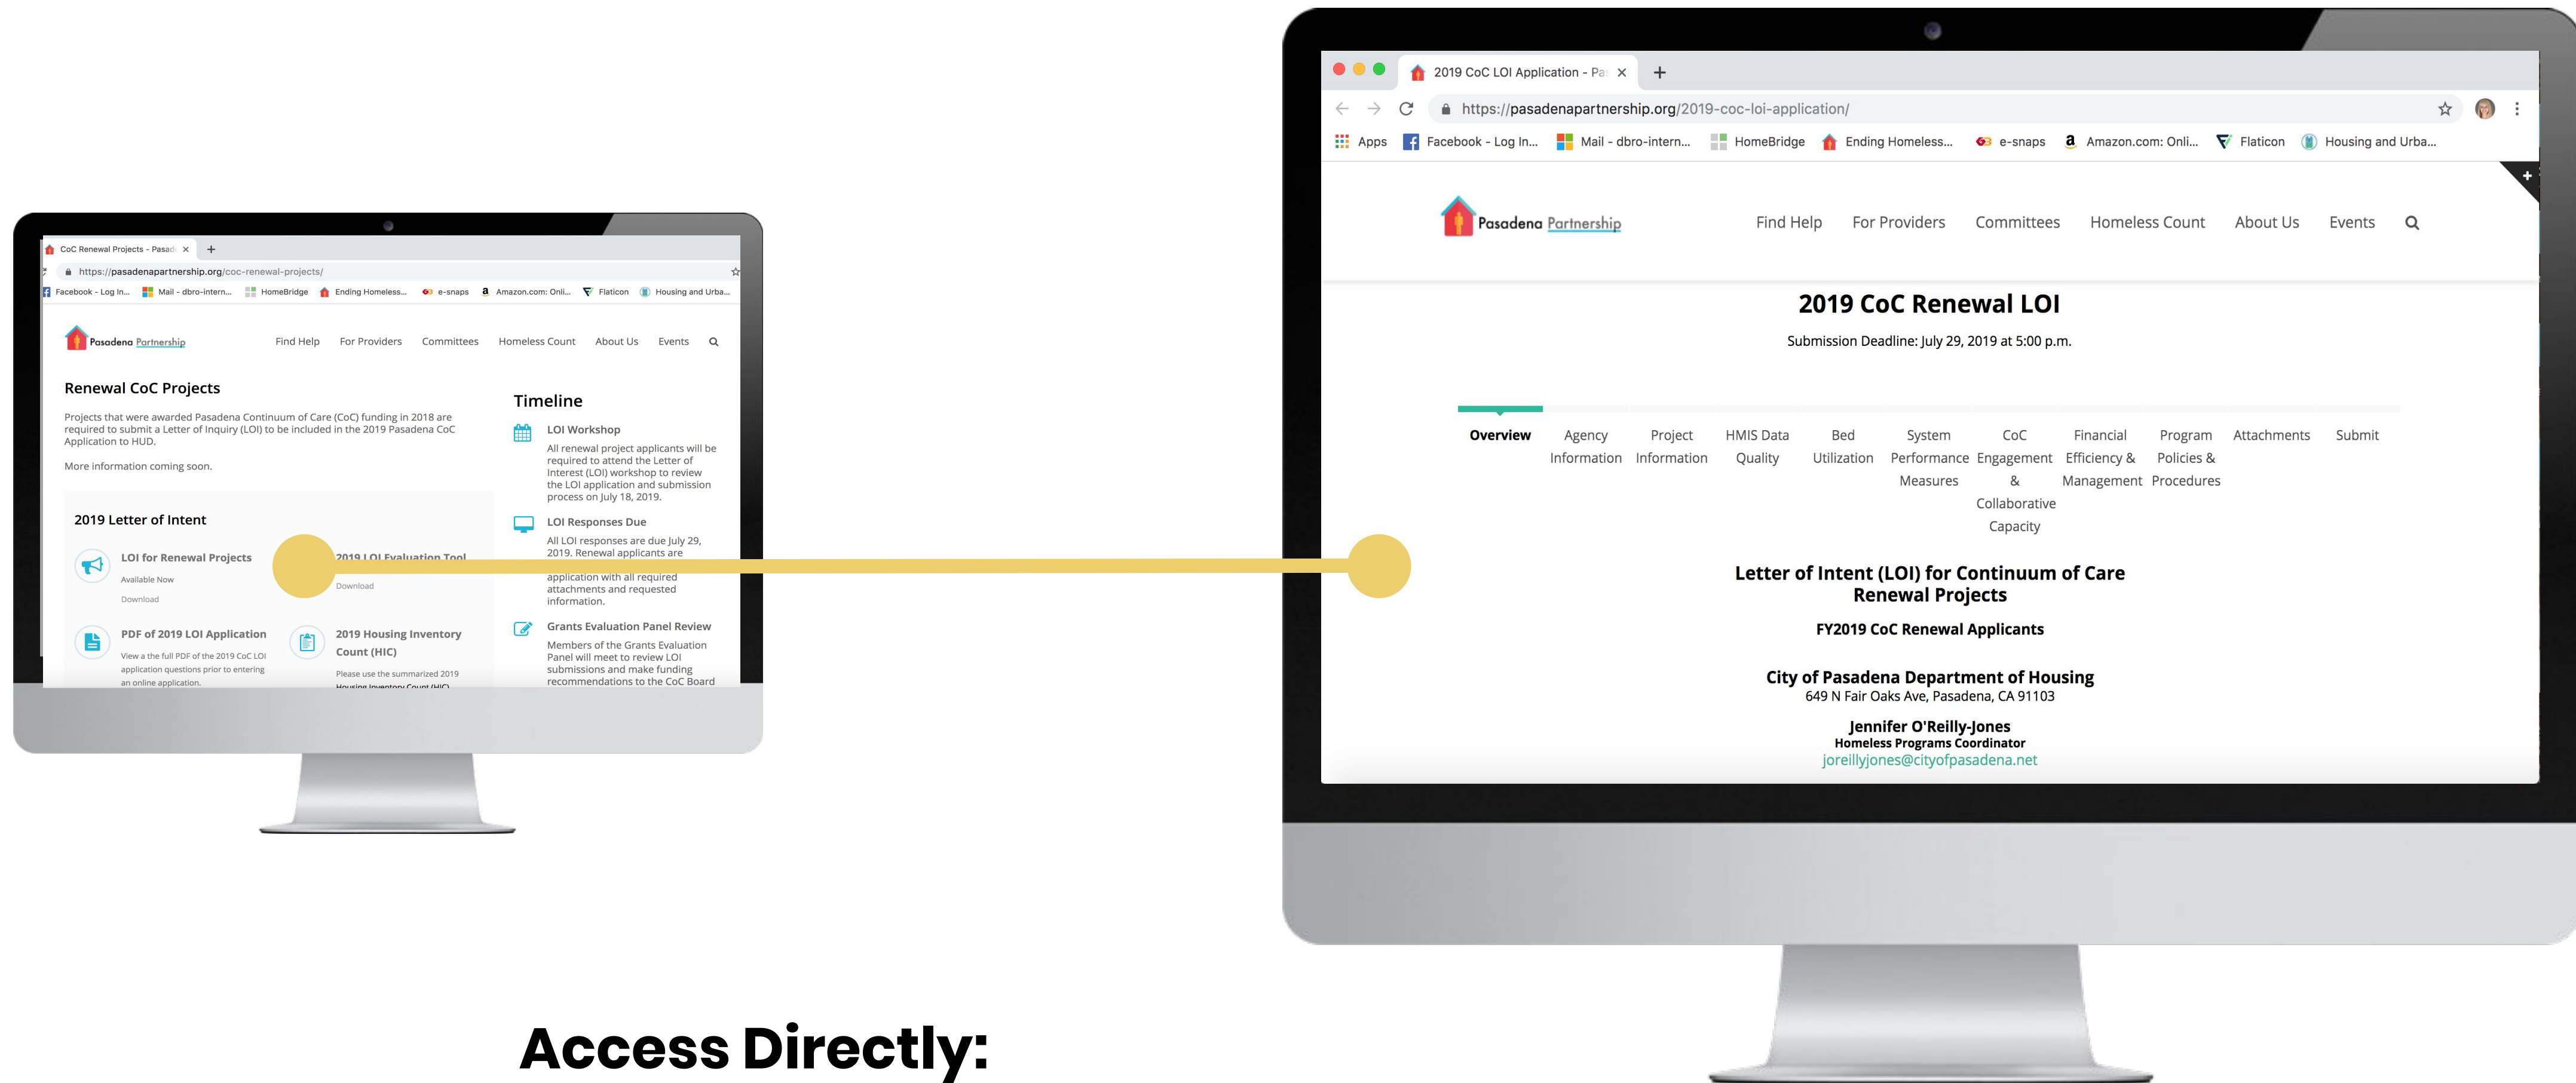 CoC Renewal Projects - Pasad
https://pasadenapartnership.org/coc-renewal-projects/
Facebook - Log In... Mail - dbro-intern... HomeBridge Ending Homeless... e-snaps Amazon.com: Onli... Flaticon Housing and Urba...
Pasadena Partnership
Find Help For Providers Committees Homeless Count About Us Events
Renewal CoC Projects
Projects that were awarded Pasadena Continuum of Care (CoC) funding in 2018 are
required to submit a Letter of Inquiry (LOI) to be included in the 2019 Pasadena CoC
Application to HUD.
More information coming soon.
2019 Letter of Intent
LOI for Renewal Projects
Available Now
Download
2019 LOI Evaluation Tool
Download
PDF of 2019 LOI Application
View a the full PDF of the 2019 CoC LOI
application questions prior to entering
an online application.
2019 Housing Inventory
Count (HIC)
Please use the summarized 2019
Housing Inventory Count (HIC)
Timeline
LOI Workshop
All renewal project applicants will be
required to attend the Letter of
Interest (LOI) workshop to review
the LOI application and submission
process on July 18, 2019.
LOI Responses Due
All LOI responses are due July 29,
2019. Renewal applicants are
application with all required
attachments and requested
information.
Grants Evaluation Panel Review
Members of the Grants Evaluation
Panel will meet to review LOI
submissions and make funding
recommendations to the CoC Board
2019 CoC LOI Application - Pas
https://pasadenapartnership.org/2019-coc-loi-application/
Apps Facebook - Log In... Mail - dbro-intern... HomeBridge Ending Homeless... e-snaps Amazon.com: Onli... Flaticon Housing and Urba...
Pasadena Partnership
Find Help For Providers Committees Homeless Count About Us Events
2019 CoC Renewal LOI
Submission Deadline: July 29, 2019 at 5:00 p.m.
Overview
Agency
Information
Project
Information
HMIS Data
Quality
Bed
Utilization
System
Performance
Measures
CoC
Engagement
&
Collaborative
Capacity
Financial
Efficiency &
Management
Program
Policies &
Procedures
Attachments
Submit
Letter of Intent (LOI) for Continuum of Care
Renewal Projects
FY2019 CoC Renewal Applicants
City of Pasadena Department of Housing
649 N Fair Oaks Ave, Pasadena, CA 91103
Jennifer O'Reilly-Jones
Homeless Programs Coordinator
joreillyjones@cityofpasadena.net
Access Directly: